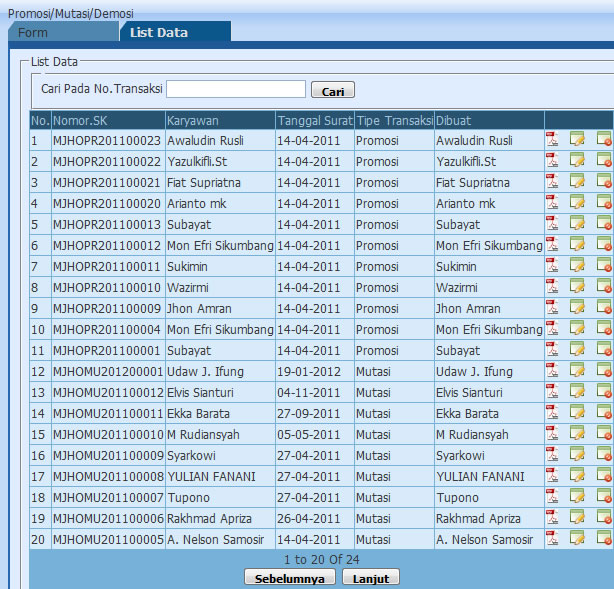 Promosi/Mutasi/Demosi
Form List Data
List Data
Cari Pada No.Transaksi Cari
No. Nomor.SK Karyawan Tanggal Surat Tipe Transaksi Dibuat
1 MJHOPR201100023 Awaludin Rusli 14-04-2011 Promosi Awaludin Rusli
2 MJHOPR201100022 Yazulkifli.St 14-04-2011 Promosi Yazulkifli.St
3 MJHOPR201100021 Fiat Supriatna 14-04-2011 Promosi Fiat Supriatna
4 MJHOPR201100020 Arianto mk 14-04-2011 Promosi Arianto mk
5 MJHOPR201100013 Subayat 14-04-2011 Promosi Subayat
6 MJHOPR201100012 Mon Efri Sikumbang 14-04-2011 Promosi Mon Efri Sikumbang
7 MJHOPR201100011 Sukimin 14-04-2011 Promosi Sukimin
8 MJHOPR201100010 Wazirmi 14-04-2011 Promosi Wazirmi
9 MJHOPR201100009 Jhon Amran 14-04-2011 Promosi Jhon Amran
10 MJHOPR201100004 Mon Efri Sikumbang 14-04-2011 Promosi Mon Efri Sikumbang
11 MJHOPR201100001 Subayat 14-04-2011 Promosi Subayat
12 MJHOMU201200001 Udaw J. Ifung 19-01-2012 Mutasi Udaw J. Ifung
13 MJHOMU201100012 Elvis Sianturi 04-11-2011 Mutasi Elvis Sianturi
14 MJHOMU201100011 Ekka Barata 27-09-2011 Mutasi Ekka Barata
15 MJHOMU201100010 M Rudiansyah 05-05-2011 Mutasi M Rudiansyah
16 MJHOMU201100009 Syarkowi 27-04-2011 Mutasi Syarkowi
17 MJHOMU201100008 YULIAN FANANI 27-04-2011 Mutasi YULIAN FANANI
18 MJHOMU201100007 Tupono 27-04-2011 Mutasi Tupono
19 MJHOMU201100006 Rakhmad Apriza 26-04-2011 Mutasi Rakhmad Apriza
20 MJHOMU201100005 A. Nelson Samosir 14-04-2011 Mutasi A. Nelson Samosir
1 to 20 Of 24
Sebelumnya Lanjut